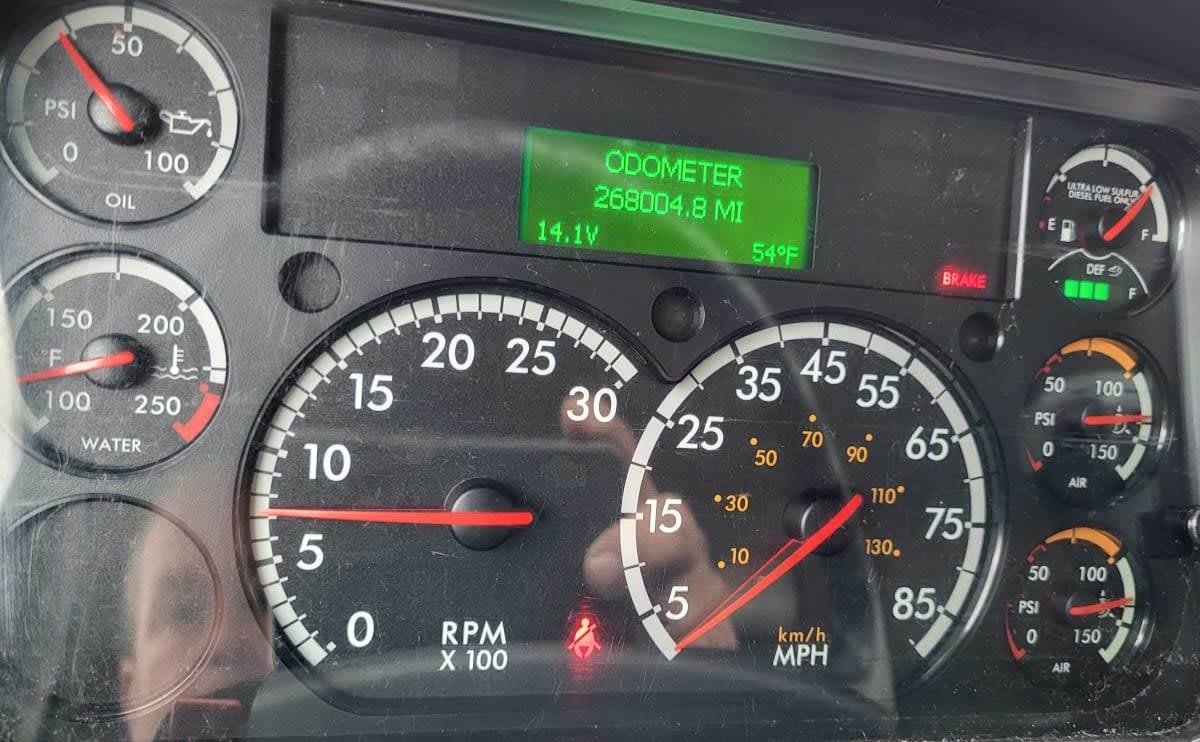 50
PSI
0
100
OIL
150
200
F
100
250
WATER
ODOMETER
268004.8 MI
14.1V
54°F
BRAKE
0
5
10
15
20
25
30
RPM
X 100
5
15
25
35
45
55
65
75
85
10
30
50
70
90
110
130
km/h
MPH
ULTRA LOW SULFUR
DIESEL FUEL ONLY
E
F
DEF
F
50
100
PSI
0
150
AIR
50
100
PSI
0
150
AIR